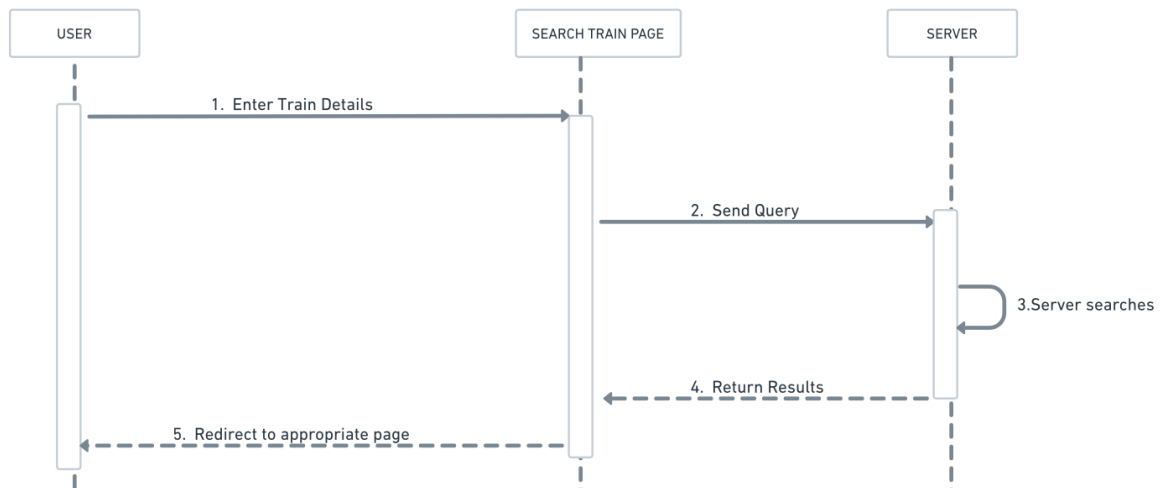 USER
SEARCH TRAIN PAGE
SERVER
1. Enter Train Details
2. Send Query
3.Server searches
4. Return Results
5. Redirect to appropriate page